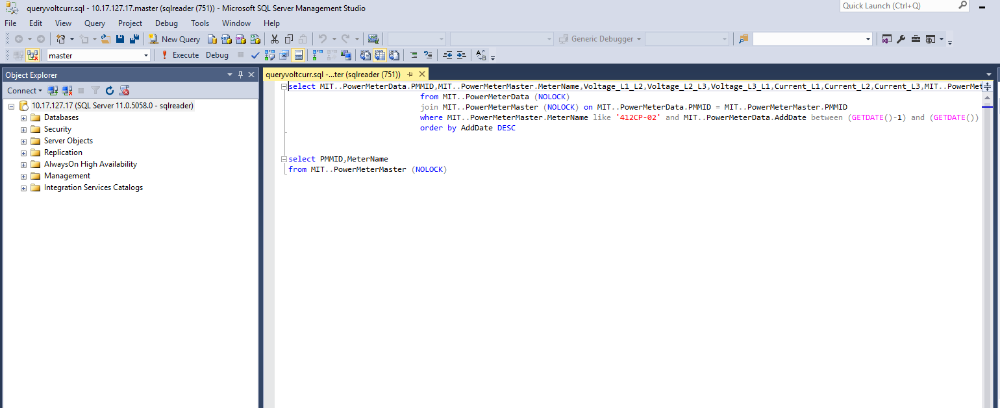 queryvoltcurr.sql - 10.17.127.17.master (sqlreader (751)) - Microsoft SQL Server Management Studio
Quick Launch (Ctrl+Q)
File Edit View Query Project Debug Tools Window Help
New Query
Generic Debugger
master
Execute Debug
Object Explorer
Connect
10.17.127.17 (SQL Server 11.0.5058.0 - sqlreader)
Databases
Security
Server Objects
Replication
AlwaysOn High Availability
Management
Integration Services Catalogs
queryvoltcurr.sql -...ter (sqlreader (751))
select MIT..PowerMeterData.PMMID,MIT..PowerMeterMaster.MeterName,Voltage_L1_L2,Voltage_L2_L3,Voltage_L3_L1,Current_L1,Current_L2,Current_L3,MIT..PowerMet
from MIT..PowerMeterData (NOLOCK)
join MIT..PowerMeterMaster (NOLOCK) on MIT..PowerMeterData.PMMID = MIT..PowerMeterMaster.PMMID
where MIT..PowerMeterMaster.MeterName like '412CP-02' and MIT..PowerMeterData.AddDate between (GETDATE()-1) and (GETDATE())
order by AddDate DESC
select PMMID,MeterName
from MIT..PowerMeterMaster (NOLOCK)